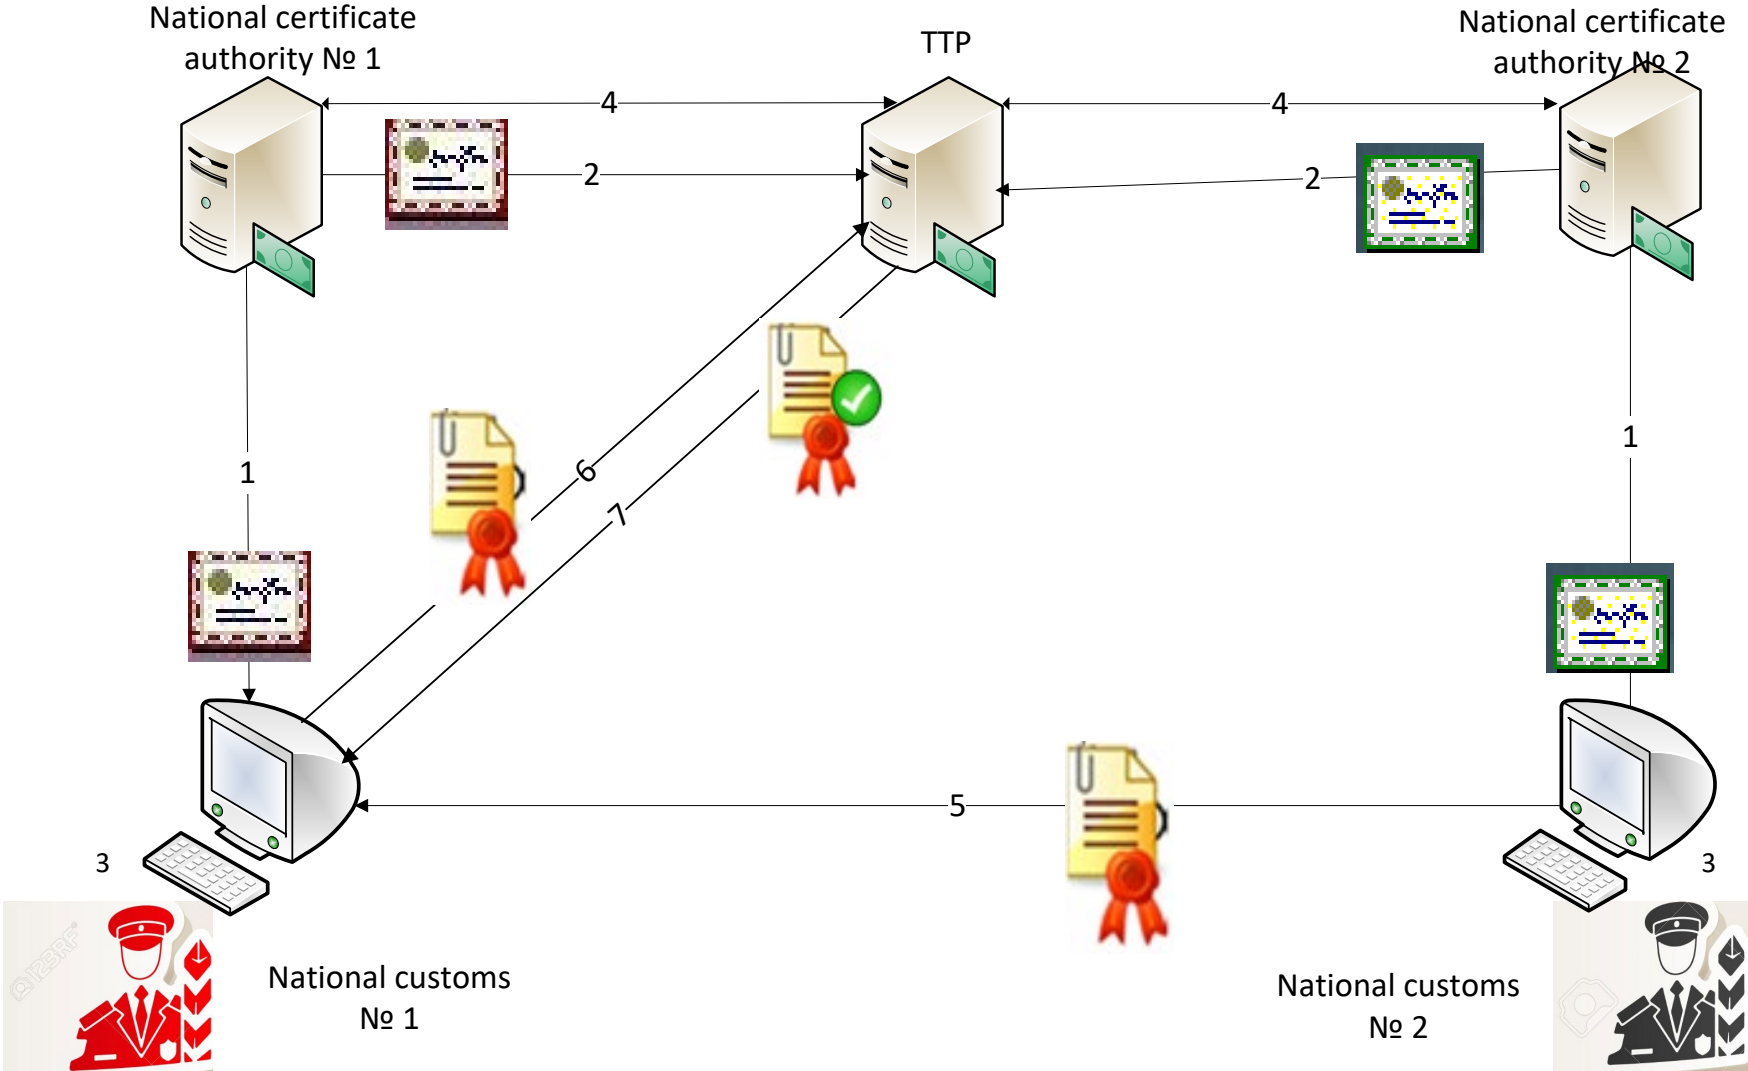 National certificate
authority № 1
TTP
National certificate
authority № 2
4
4
2
2
1
1
6
7
5
3
3
123RF®
National customs
№ 1
National customs
№ 2